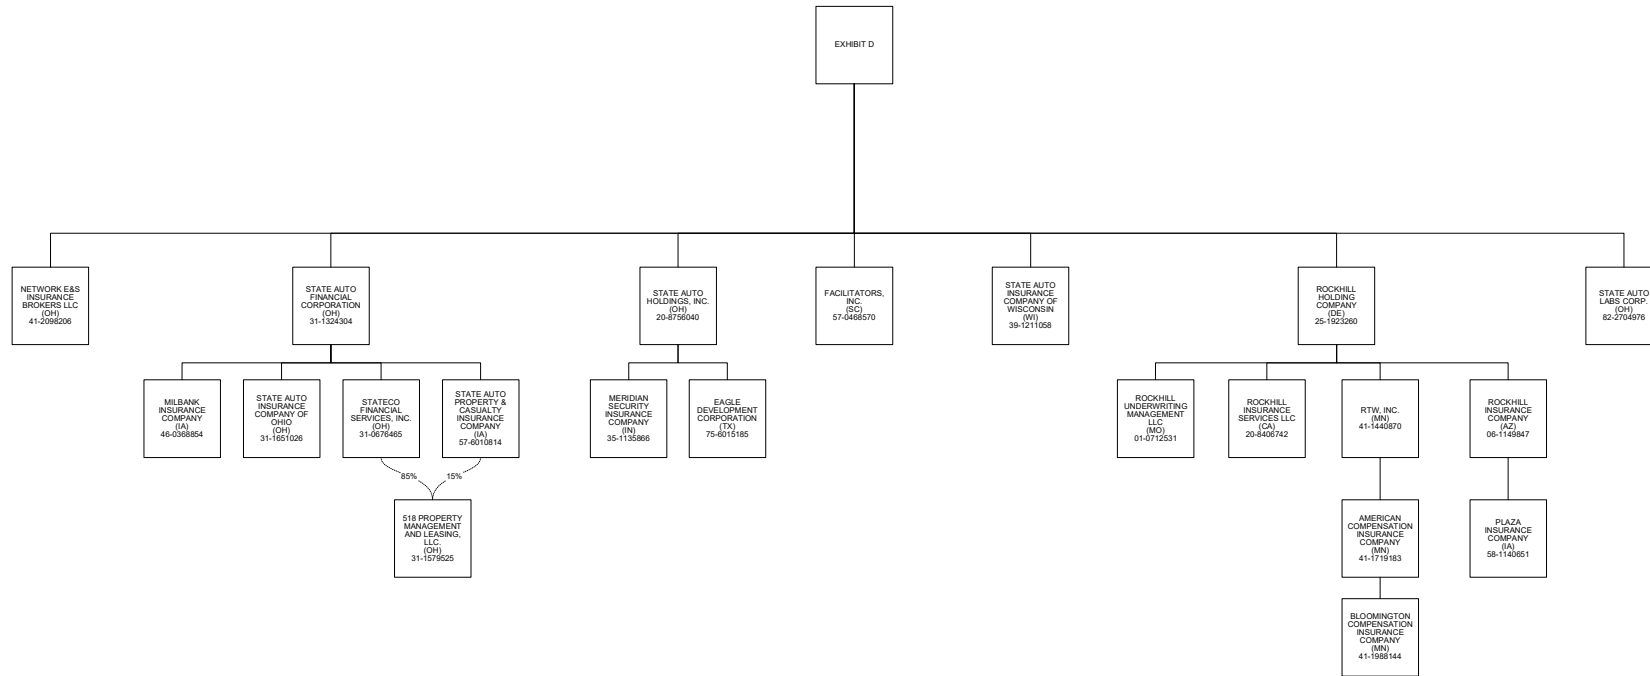 EXHIBIT D
NETWORK E&S
INSURANCE
BROKERS LLC
(OH)
41-2098206
STATE AUTO
FINANCIAL
CORPORATION
(OH)
31-1324304
STATE AUTO
HOLDINGS, INC.
(OH)
20-8756040
FACILITATORS,
INC.
(SC)
57-0468570
STATE AUTO
INSURANCE
COMPANY OF
WISCONSIN
(WI)
39-1211058
ROCKHILL
HOLDING
COMPANY
(DE)
25-1923260
STATE AUTO
LABS CORP.
(OH)
82-2704976
MILBANK
INSURANCE
COMPANY
(IA)
46-0368854
STATE AUTO
INSURANCE
COMPANY OF
OHIO
(OH)
31-1651026
STATECO
FINANCIAL
SERVICES, INC.
(OH)
31-0676465
STATE AUTO
PROPERTY &
CASUALTY
INSURANCE
COMPANY
(IA)
57-6010814
MERIDIAN
SECURITY
INSURANCE
COMPANY
(IN)
35-1135866
EAGLE
DEVELOPMENT
CORPORATION
(TX)
75-6015185
ROCKHILL
UNDERWRITING
MANAGEMENT
LLC
(MO)
01-0712531
ROCKHILL
INSURANCE
SERVICES LLC
(CA)
20-8406742
RTW, INC.
(MN)
41-1440870
ROCKHILL
INSURANCE
COMPANY
(AZ)
06-1149847
85%
15%
518 PROPERTY
MANAGEMENT
AND LEASING,
LLC.
(OH)
31-1579525
AMERICAN
COMPENSATION
INSURANCE
COMPANY
(MN)
41-1719183
PLAZA
INSURANCE
COMPANY
(IA)
58-1140651
BLOOMINGTON
COMPENSATION
INSURANCE
COMPANY
(MN)
41-1988144